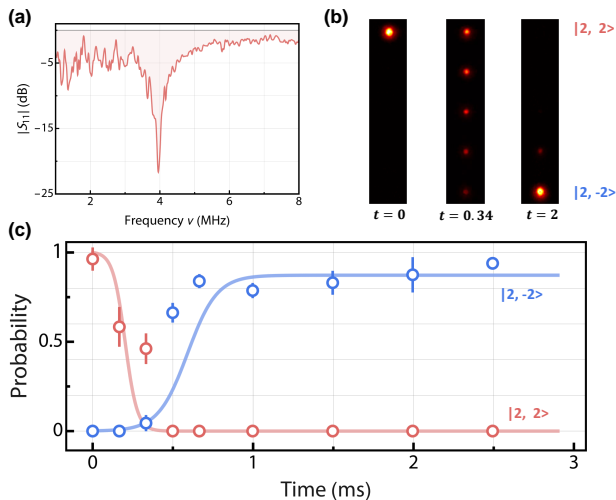 (a)
|S₁₁| (dB)
−5
−15
−25
2
4
6
8
Frequency ν (MHz)
(b)
|2, 2>
|2, -2>
t = 0
t = 0.34
t = 2
(c)
Probability
1
0.5
0
|2, -2>
|2, 2>
0
1
2
3
Time (ms)